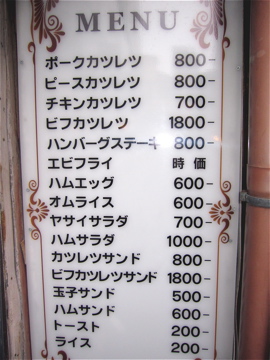 MENU
ポークカツレツ 800-
ピースカツレツ 800-
チキンカツレツ 700-
ビフカツレツ 1800-
ハンバーグステーキ 800-
エビフライ 時価
ハムエッグ 600-
オムライス 600-
ヤサイサラダ 700-
ハムサラダ 1000-
カツレツサンド 800-
ビフカツレツサンド 1800-
玉子サンド 500-
ハムサンド 600-
トースト 200-
ライス 200-